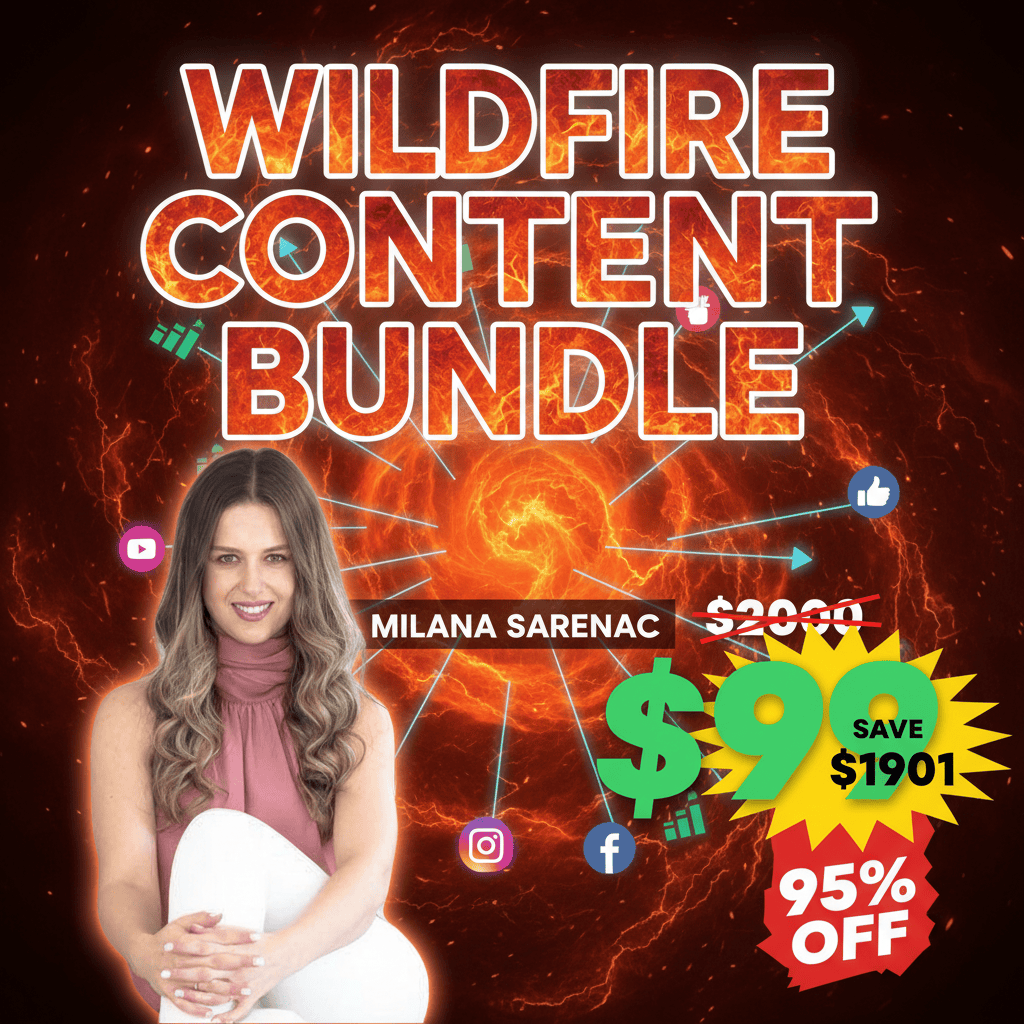 WILDFIRE
CONTENT
BUNDLE
MILANA SARENAC
$2000
$99
SAVE
$1901
95%
OFF